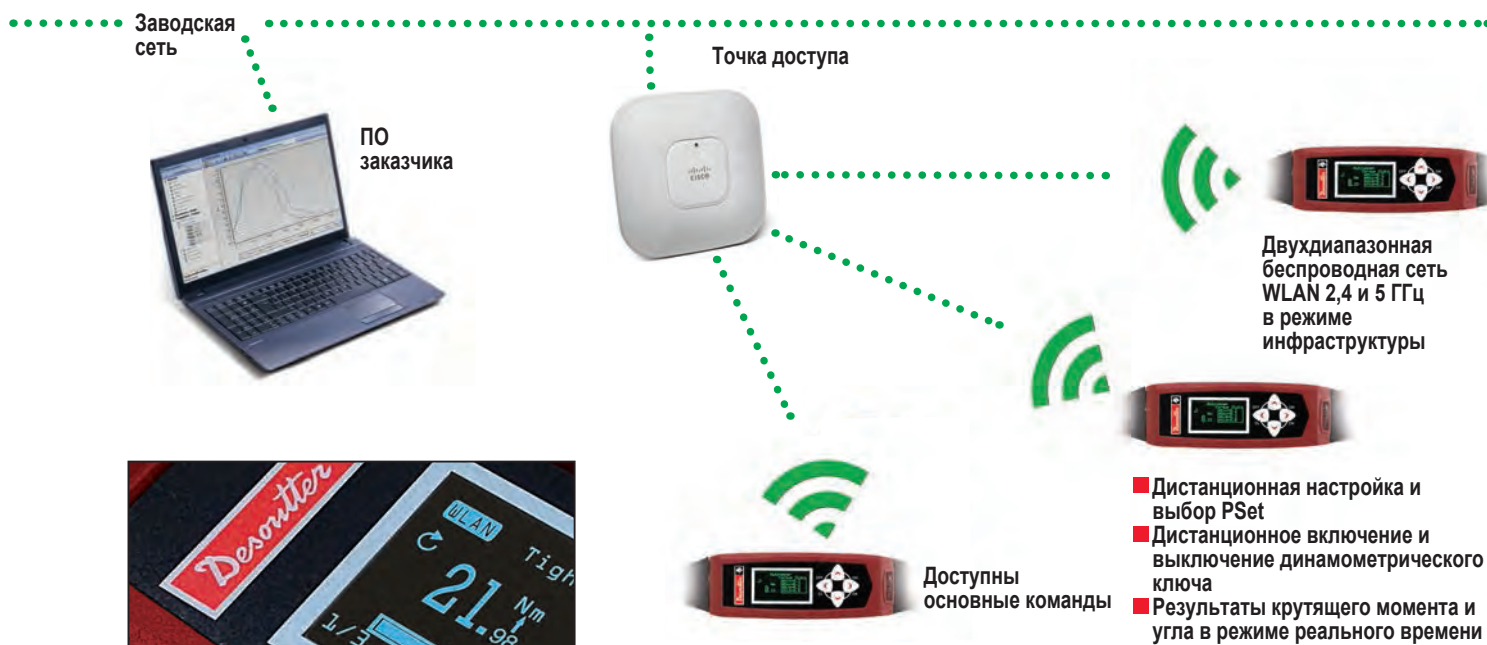 Заводская
сеть
Точка доступа
ПО
заказчика
CISCO
Двухдиапазонная
беспроводная сеть
WLAN 2,4 и 5 ГГц
в режиме
инфраструктуры
Desoutter
WLAN
Tigh
21.98 Nm
1/3
Доступны
основные команды
Дистанционная настройка и
выбор PSet
Дистанционное включение и
выключение динамометрического
ключа
Результаты крутящего момента и
угла в режиме реального времени